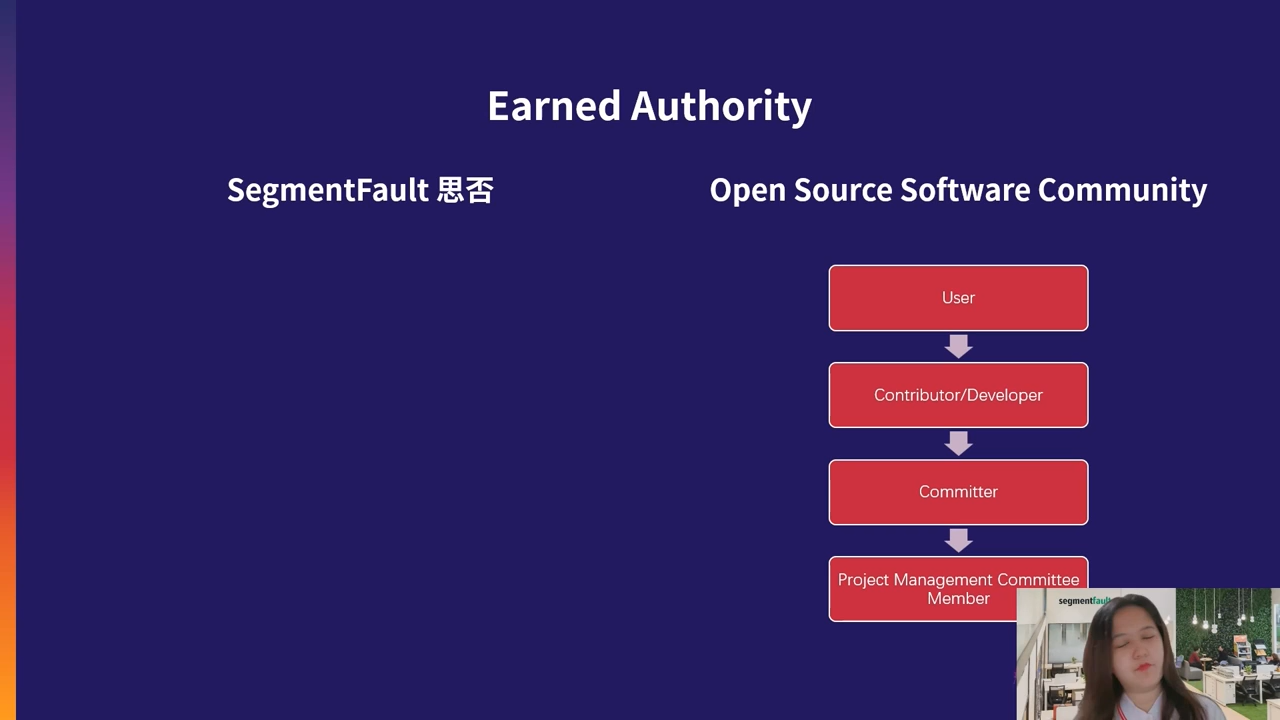 Earned Authority
SegmentFault 思否
Open Source Software Community
User
Contributor/Developer
Committer
Project Management Committee
Member
segmentfault